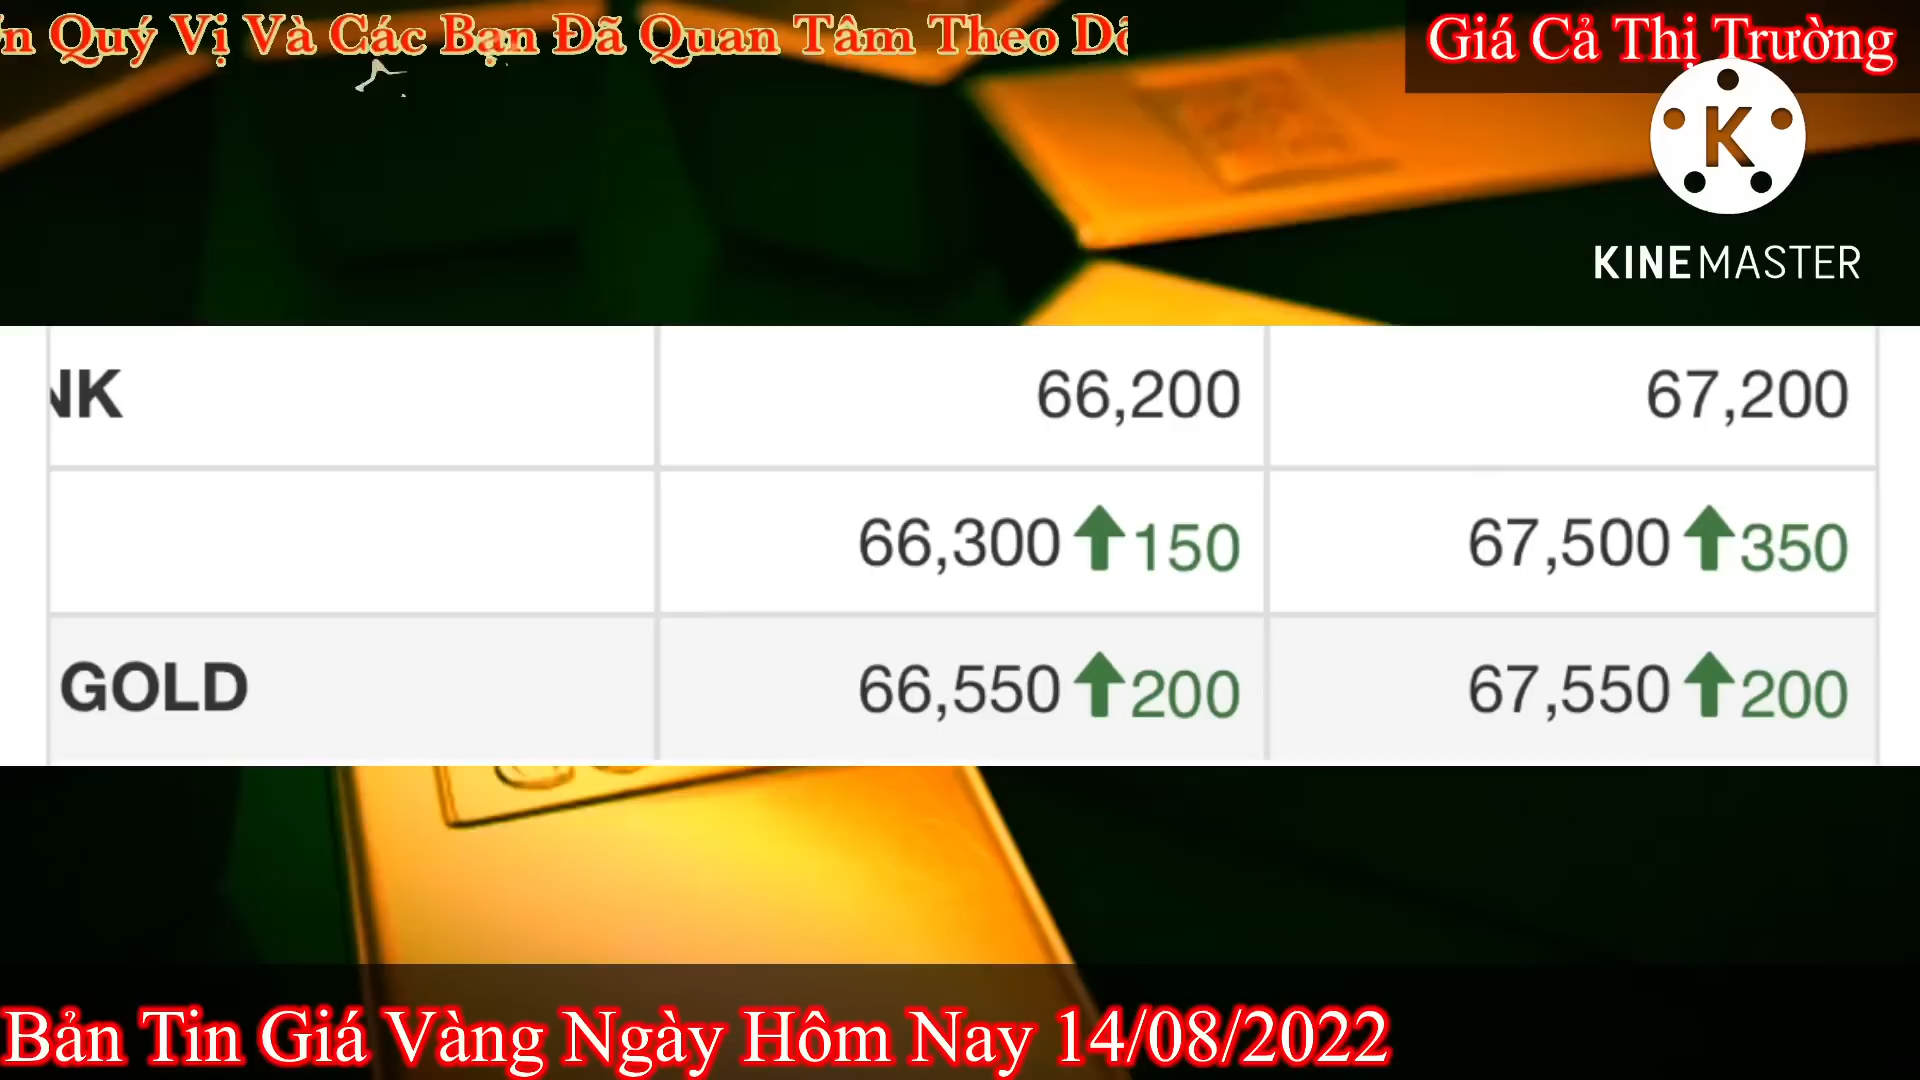 Quý Vị Và Các Bạn Đã Quan Tâm Theo
Giá Cả Thị Trường
K
KINEMASTER
NK 66,200 67,200
66,300 150 67,500 350
GOLD 66,550 200 67,550 200
Bản Tin Giá Vàng Ngày Hôm Nay 14/08/2022